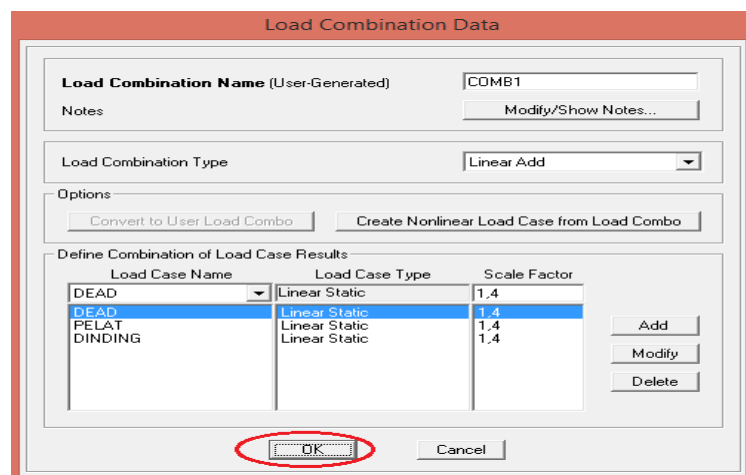 Load Combination Data
Load Combination Name (User-Generated) COMB1
Notes Modify/Show Notes...
Load Combination Type Linear Add
Options
Convert to User Load Combo Create Nonlinear Load Case from Load Combo
Define Combination of Load Case Results
Load Case Name Load Case Type Scale Factor
DEAD Linear Static 1,4
DEAD Linear Static 1,4
PELAT Linear Static 1,4
DINDING Linear Static 1,4
Add
Modify
Delete
OK Cancel